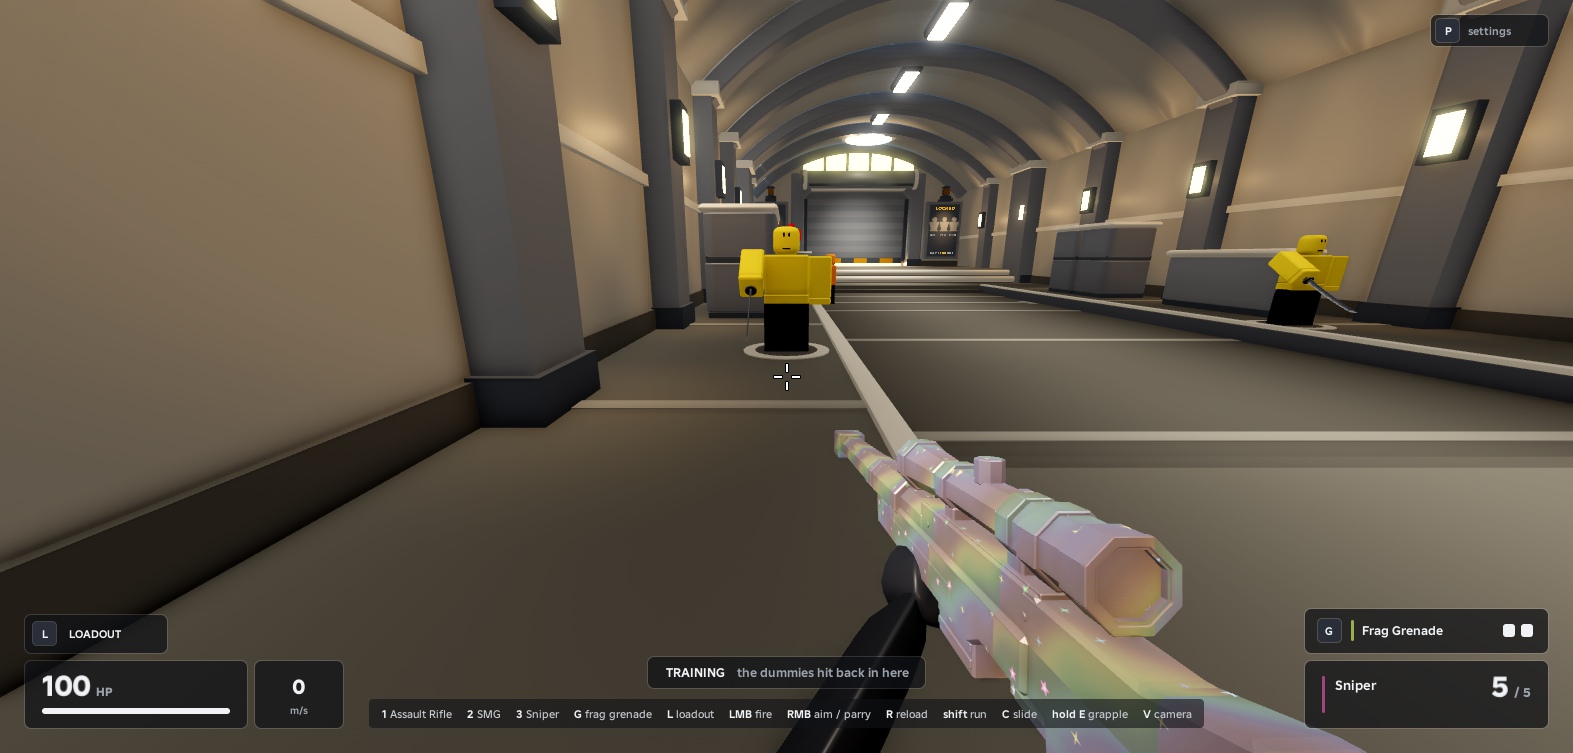 P settings
LOCKED
L LOADOUT
100 HP
0
m/s
TRAINING the dummies hit back in here
1 Assault Rifle 2 SMG 3 Sniper G frag grenade L loadout LMB fire RMB aim / parry R reload shift run C slide hold E grapple V camera
G Frag Grenade
Sniper 5 / 5